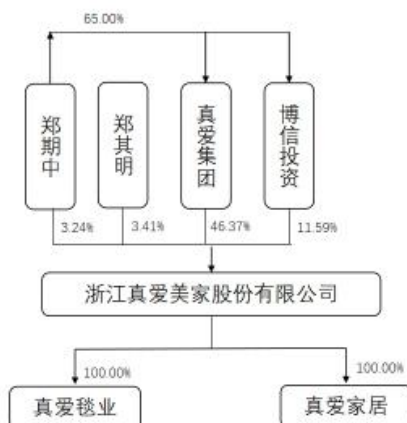 65.00%
郑期中
郑其明
真爱集团
博信投资
3.24%
3.41%
46.37%
11.59%
浙江真爱美家股份有限公司
100.00%
100.00%
真爱毯业
真爱家居